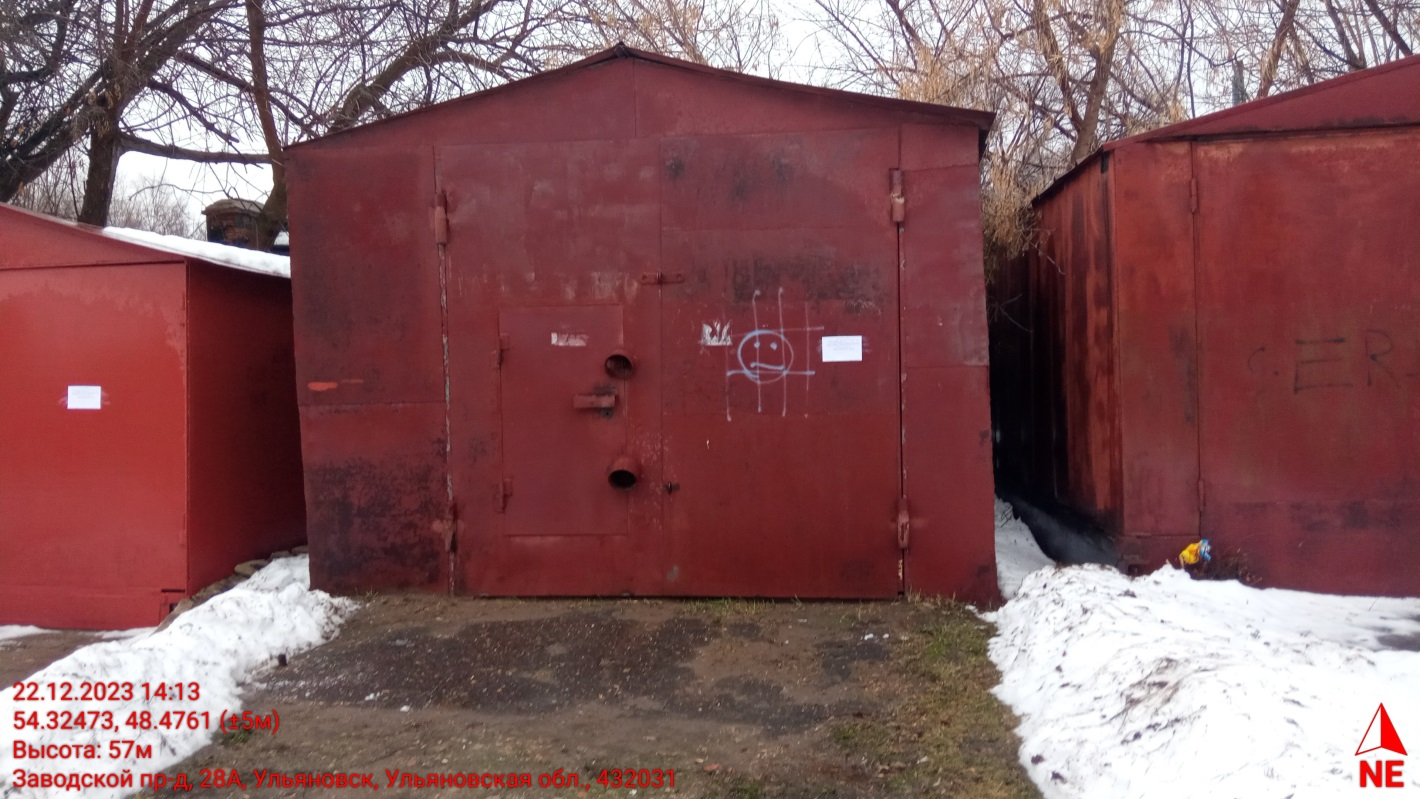 ER
22.12.2023 14:13
54.32473, 48.4761 (±5м)
Высота: 57м
Заводской пр-д, 28А, Ульяновск, Ульяновская обл., 432031
NE